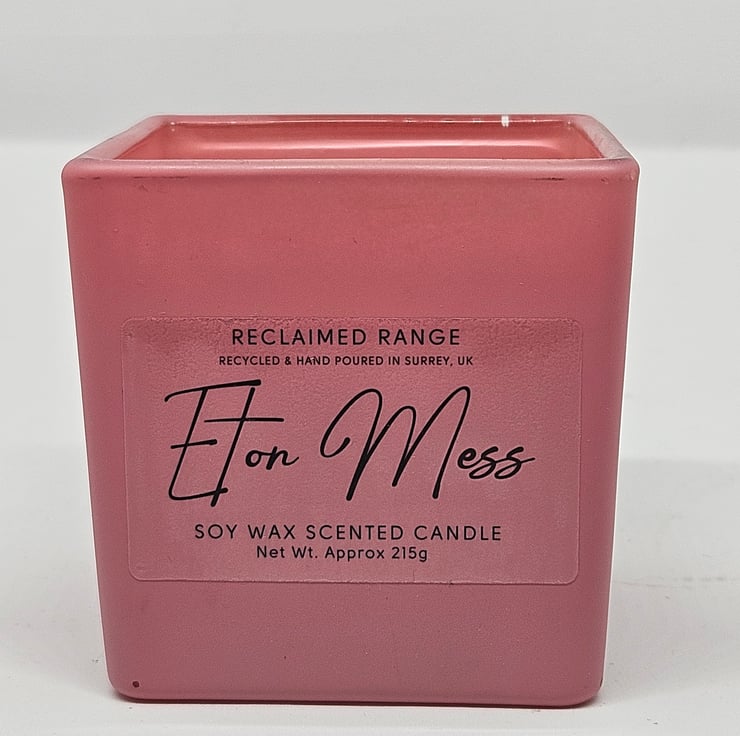 RECLAIMED RANGE
RECYCLED & HAND POURED IN SURREY, UK
Eton Mess
SOY WAX SCENTED CANDLE
Net Wt. Approx 215g